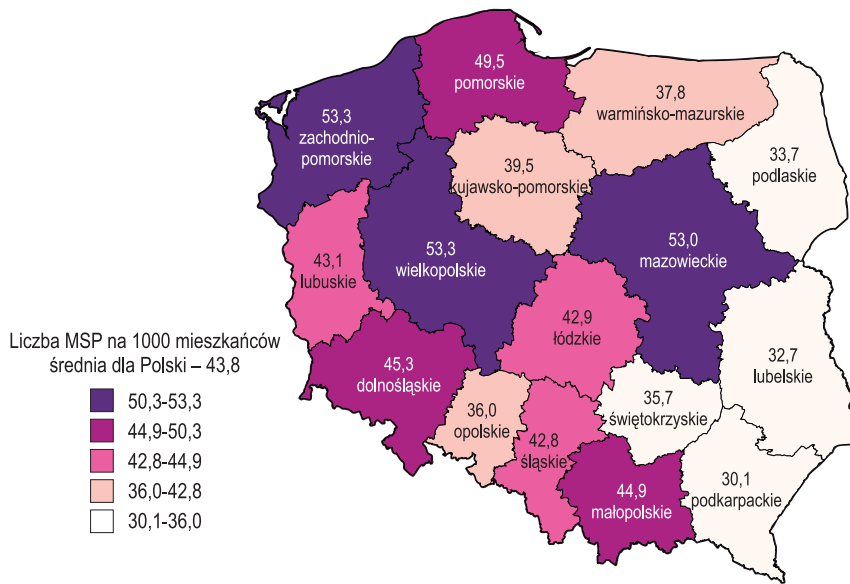 49,5
pomorskie
37,8
warmińsko-mazurskie
53,3
zachodnio-
pomorskie
39,5
kujawsko-pomorskie
33,7
podlaskie
43,1
lubuskie
53,3
wielkopolskie
53,0
mazowieckie
42,9
łódzkie
32,7
lubelskie
45,3
dolnośląskie
36,0
opolskie
42,8
śląskie
35,7
świętokrzyskie
44,9
małopolskie
30,1
podkarpackie
Liczba MSP na 1000 mieszkańców
średnia dla Polski – 43,8
50,3-53,3
44,9-50,3
42,8-44,9
36,0-42,8
30,1-36,0